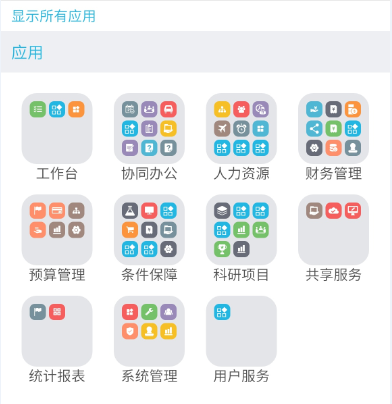 显示所有应用
应用
工作台 协同办公 人力资源 财务管理
预算管理 条件保障 科研项目 共享服务
统计报表 系统管理 用户服务